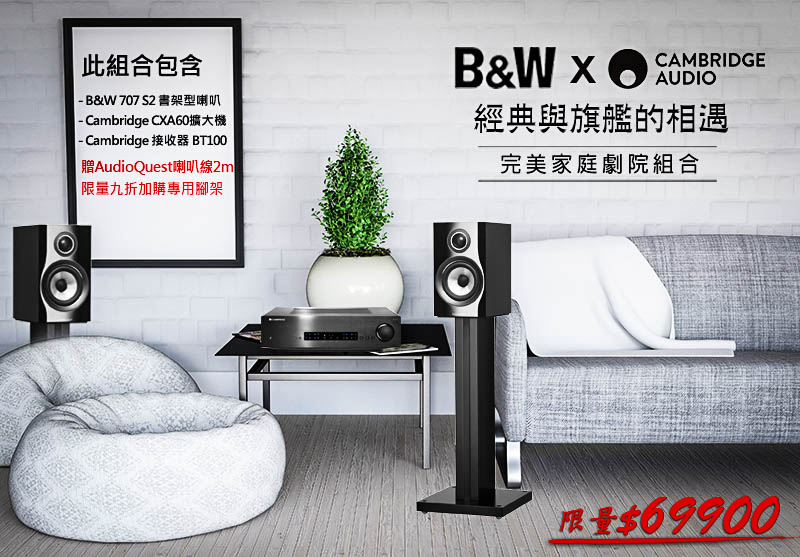 此組合包含
- B&W 707 S2 書架型喇叭
- Cambridge CXA60擴大機
- Cambridge 接收器 BT100
贈AudioQuest喇叭線2m
限量九折加購專用腳架
B&W X CAMBRIDGE AUDIO
經典與旗艦的相遇
完美家庭劇院組合
限量$69900